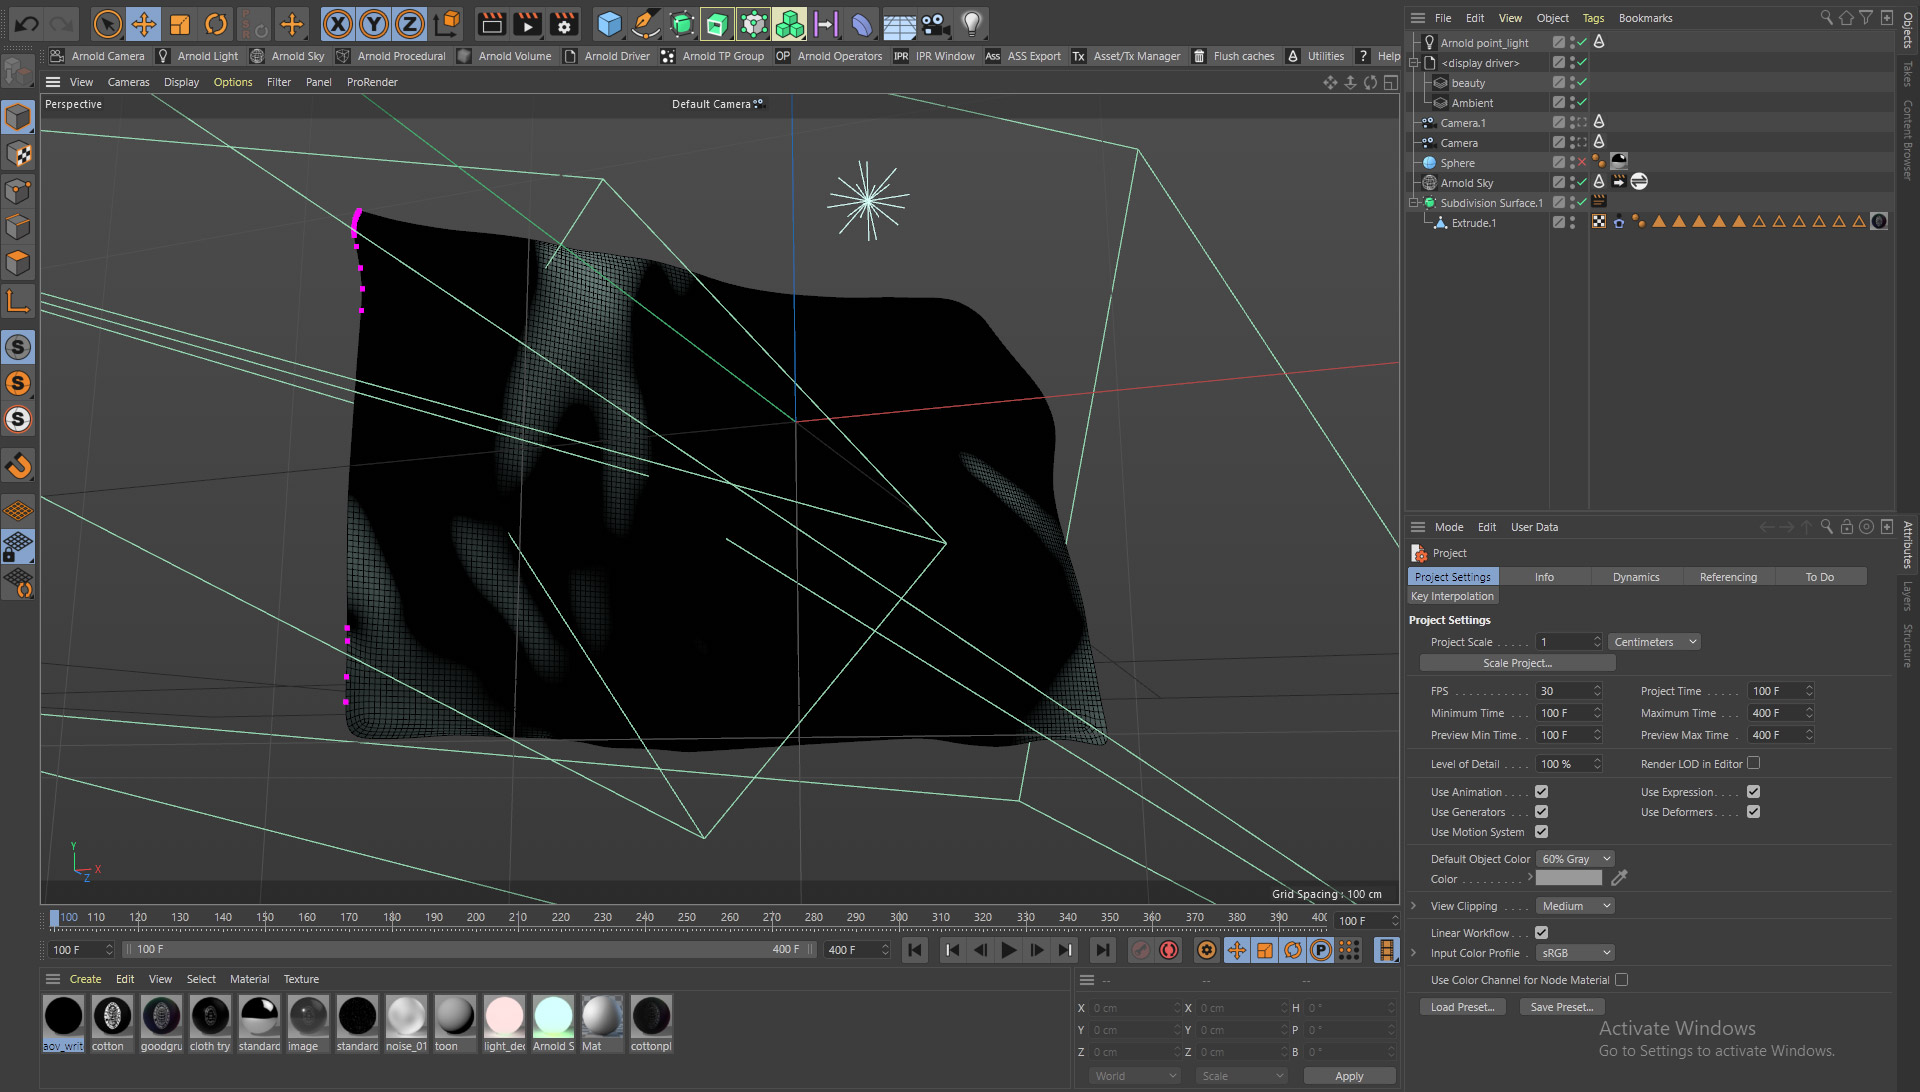 File Edit View Object Tags Bookmarks
Objects
Takes
Content Browser
Arnold Camera Arnold Light Arnold Sky Arnold Procedural Arnold Volume Arnold Driver Arnold TP Group OP Arnold Operators IPR IPR Window Ass ASS Export Tx Asset/Tx Manager Flush caches Utilities ? Help
View Cameras Display Options Filter Panel ProRender
X Y Z
Perspective
Default Camera
Arnold point_light
<display driver>
beauty
Ambient
Camera.1
Camera
Sphere
Arnold Sky
Subdivision Surface.1
Extrude.1
Y
X
Z
Grid Spacing : 100 cm
Mode Edit User Data
Attributes
Layers
Structure
Project
Project Settings Info Dynamics Referencing To Do
Key Interpolation
Project Settings
Project Scale . . . . . 1 Centimeters
Scale Project...
FPS . . . . . . . . . . . 30 Project Time . . . . . 100 F
Minimum Time . . . 100 F Maximum Time . . . 400 F
Preview Min Time . . 100 F Preview Max Time . 400 F
Level of Detail . . . . 100 % Render LOD in Editor
Use Animation . . . . Use Expression . . . .
Use Generators . . . Use Deformers . . . .
Use Motion System
Default Object Color 60% Gray
Color . . . . . . . . .
View Clipping . . . . Medium
Linear Workflow . . .
Input Color Profile . sRGB
Use Color Channel for Node Material
Load Preset... Save Preset...
Activate Windows
Go to Settings to activate Windows.
100 110 120 130 140 150 160 170 180 190 200 210 220 230 240 250 260 270 280 290 300 310 320 330 340 350 360 370 380 390 40 100 F
100 F 100 F 400 F 400 F
Create Edit View Select Material Texture
aov_writ cotton goodgru cloth try standard image standard noise_01 toon light_dec Arnold S Mat cottonpl
-- -- --
X 0 cm X 0 cm H 0 °
Y 0 cm Y 0 cm P 0 °
Z 0 cm Z 0 cm B 0 °
World Scale Apply